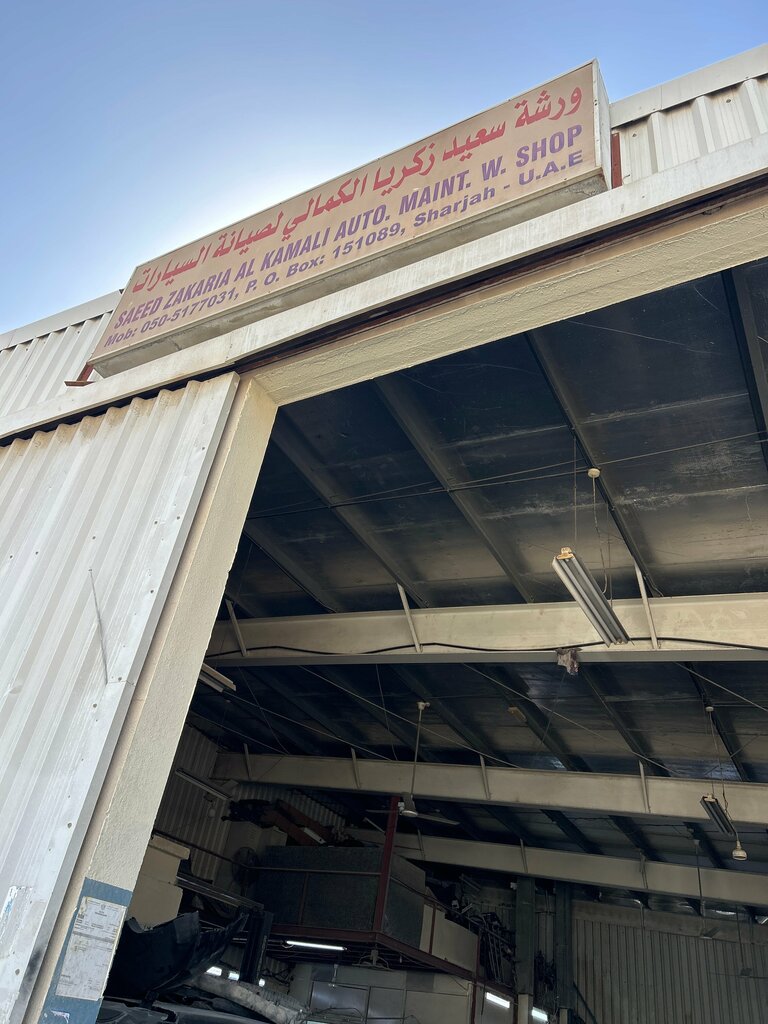 ورشة سعيد زكريا الكمالي لصيانة السيارات
SAEED ZAKARIA AL KAMALI AUTO. MAINT. W. SHOP
Mob: 050-5177031, P. O. Box: 151089, Sharjah - U.A.E